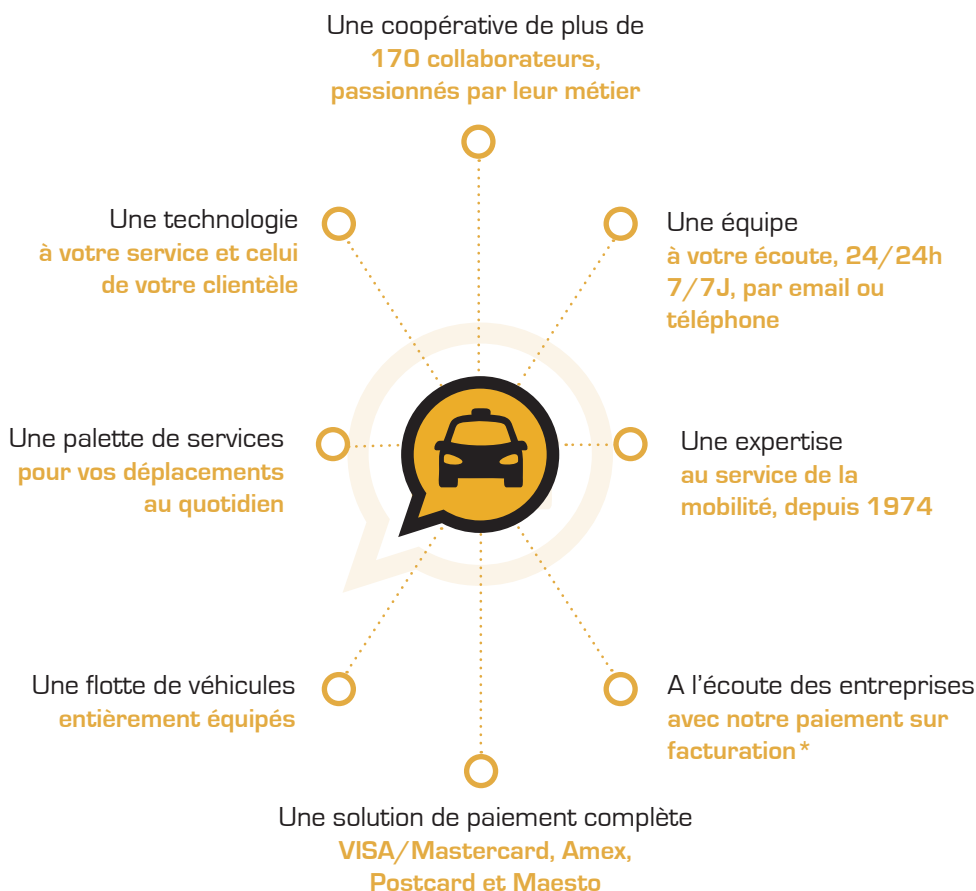 Une coopérative de plus de
170 collaborateurs,
passionnés par leur métier
Une technologie
à votre service et celui
de votre clientèle
Une équipe
à votre écoute, 24/24h
7/7J, par email ou
téléphone
Une palette de services
pour vos déplacements
au quotidien
Une expertise
au service de la
mobilité, depuis 1974
Une flotte de véhicules
entièrement équipés
A l'écoute des entreprises
avec notre paiement sur
facturation*
Une solution de paiement complète
VISA/Mastercard, Amex,
Postcard et Maesto